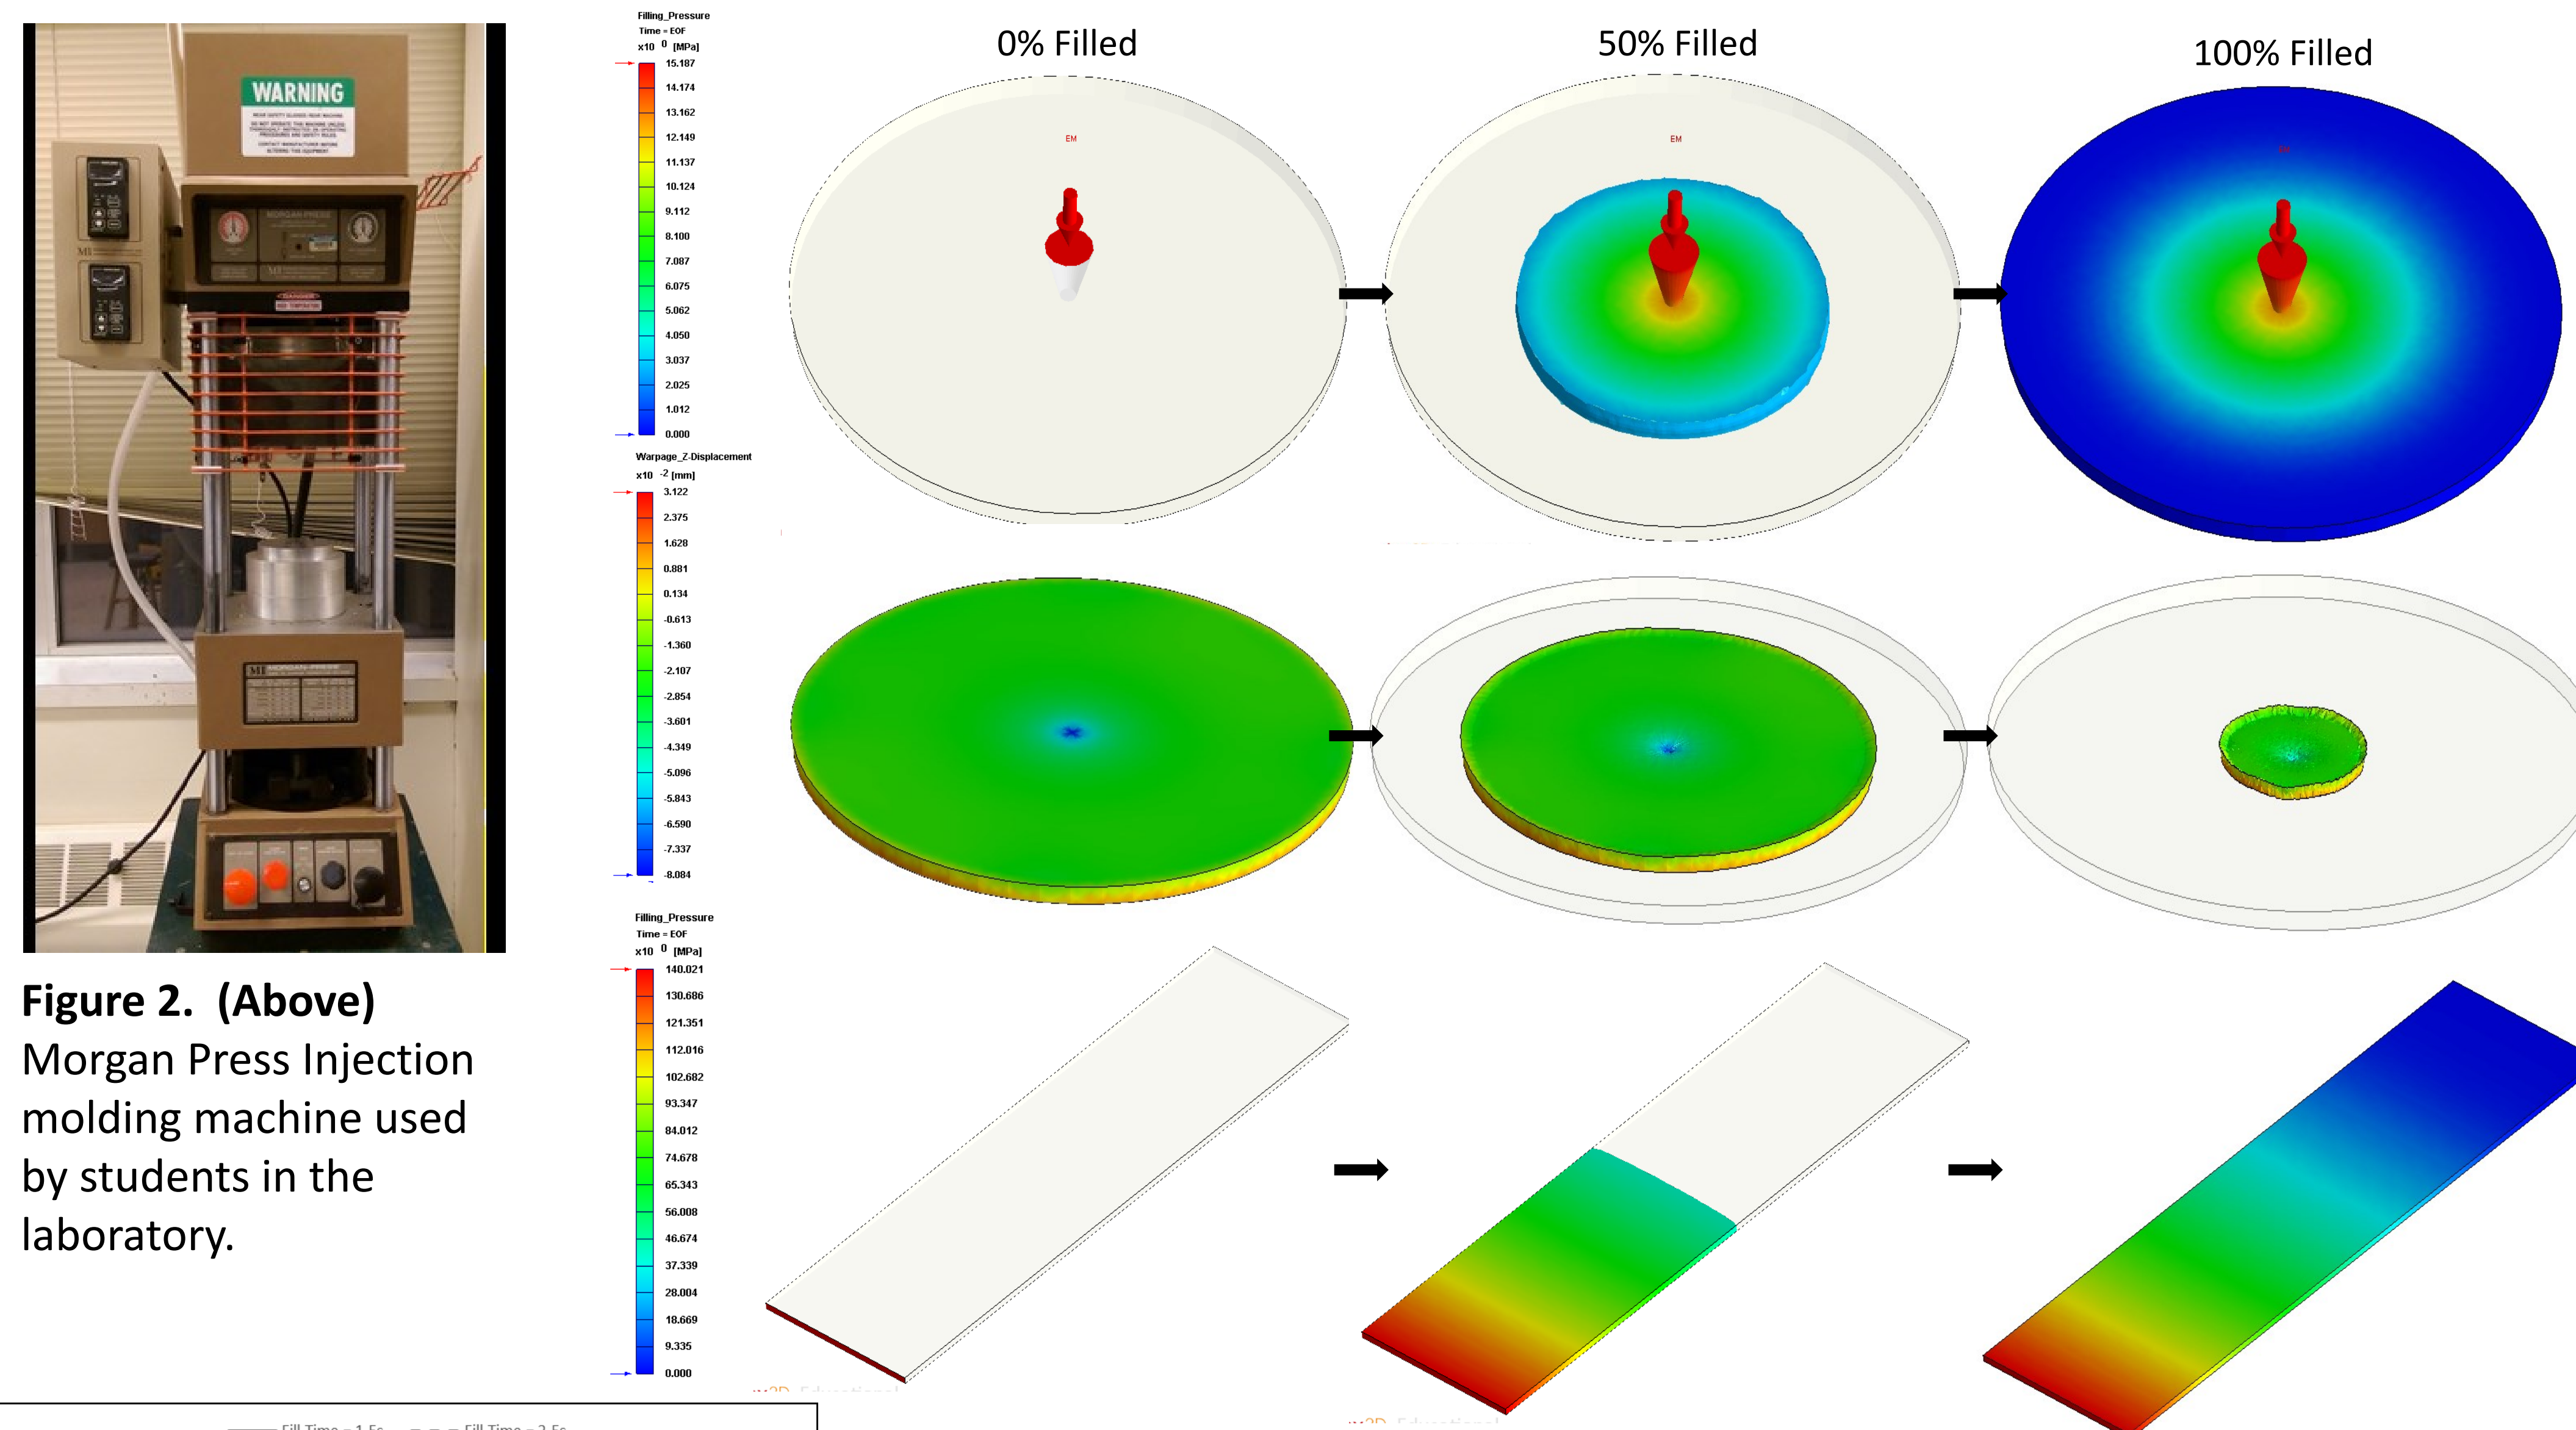 WARNING
MORGAN-PRESS
DANGER
HIGH TEMPERATURE
MI MORGAN-PRESS
Figure 2. (Above)
Morgan Press Injection
molding machine used
by students in the
laboratory.
Filling_Pressure
Time = EOF
x10 0 [MPa]
15.187
14.174
13.162
12.149
11.137
10.124
9.112
8.100
7.087
6.075
5.062
4.050
3.037
2.025
1.012
0.000
Warpage_Z-Displacement
x10 -2 [mm]
3.122
2.375
1.628
0.881
0.134
-0.613
-1.360
-2.107
-2.854
-3.601
-4.349
-5.096
-5.843
-6.590
-7.337
-8.084
Filling_Pressure
Time = EOF
x10 0 [MPa]
140.021
130.686
121.351
112.016
102.682
93.347
84.012
74.678
65.343
56.008
46.674
37.339
28.004
18.669
9.335
0.000
0% Filled
50% Filled
100% Filled
EM
EM
EM